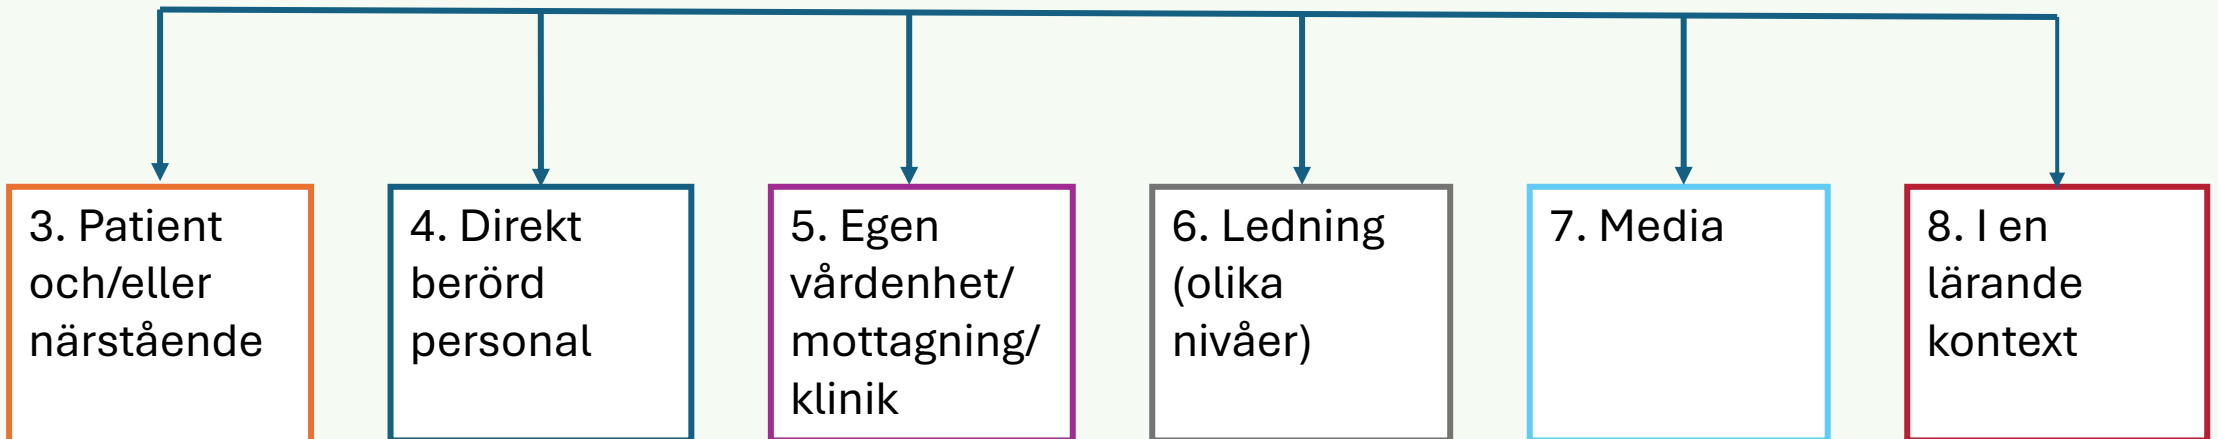 3. Patient
och/eller
närstående
4. Direkt
berörd
personal
5. Egen
vårdenhet/
mottagning/
klinik
6. Ledning
(olika
nivåer)
7. Media
8. I en
lärande
kontext